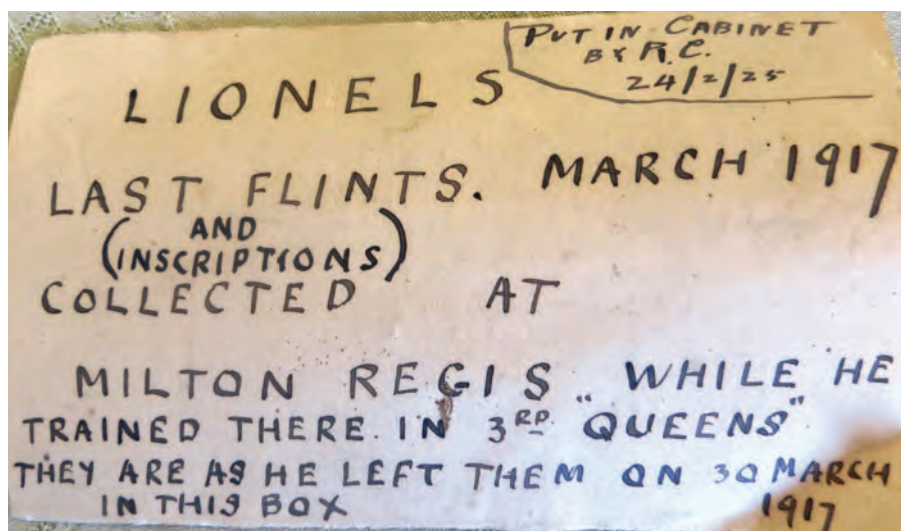 PUT IN CABINET
BY R.C.
24/2/25
LIONELS
LAST FLINTS. MARCH 1917
(AND
INSCRIPTIONS)
COLLECTED AT
MILTON REGIS " WHILE HE
TRAINED THERE. IN 3RD QUEENS"
THEY ARE AS HE LEFT THEM ON 30 MARCH
IN THIS BOX 1917